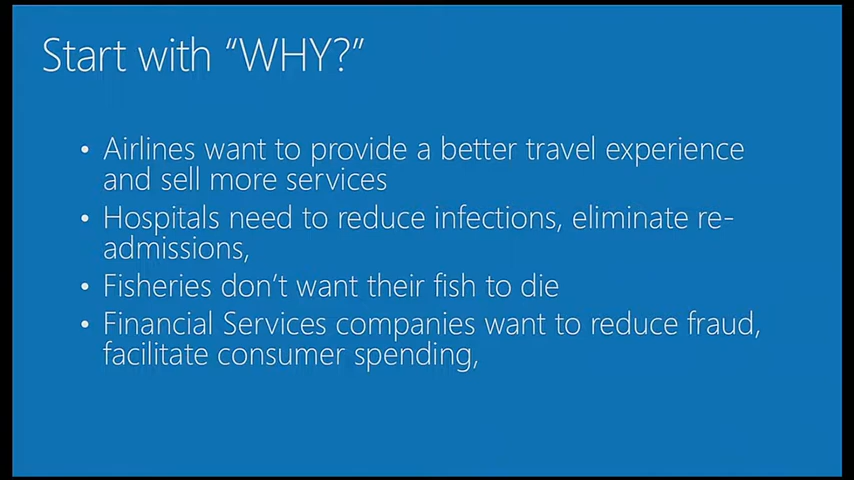 Start with “WHY?”
• Airlines want to provide a better travel experience
and sell more services
• Hospitals need to reduce infections, eliminate re-
admissions,
• Fisheries don’t want their fish to die
• Financial Services companies want to reduce fraud,
facilitate consumer spending,